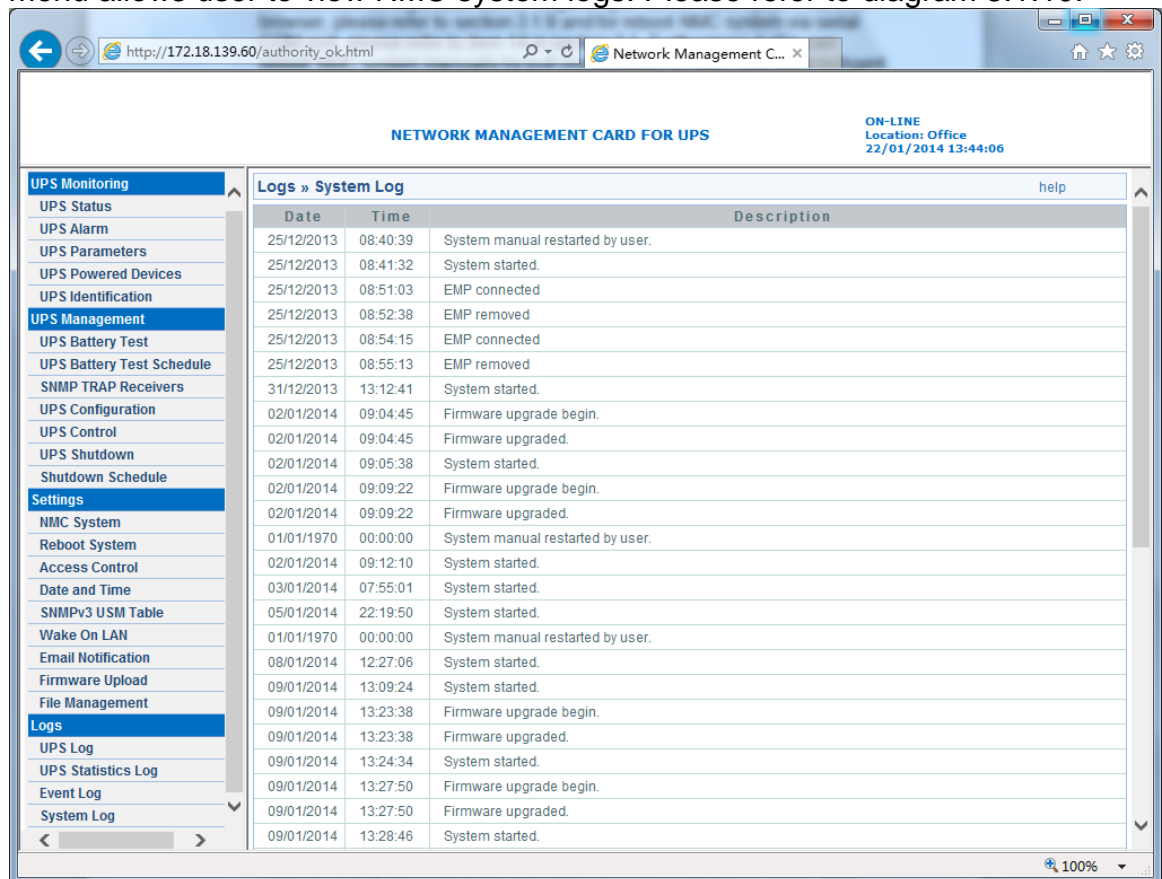 menu allows user to view NMC system logs. Please refer to diagram
http://172.18.139.60/authority_ok.html
Network Management C...
NETWORK MANAGEMENT CARD FOR UPS
ON-LINE
Location: Office
22/01/2014 13:44:06
UPS Monitoring
UPS Status
UPS Alarm
UPS Parameters
UPS Powered Devices
UPS Identification
UPS Management
UPS Battery Test
UPS Battery Test Schedule
SNMP TRAP Receivers
UPS Configuration
UPS Control
UPS Shutdown
Shutdown Schedule
Settings
NMC System
Reboot System
Access Control
Date and Time
SNMPv3 USM Table
Wake On LAN
Email Notification
Firmware Upload
File Management
Logs
UPS Log
UPS Statistics Log
Event Log
System Log
Logs » System Log help
Date Time Description
25/12/2013 08:40:39 System manual restarted by user.
25/12/2013 08:41:32 System started.
25/12/2013 08:51:03 EMP connected
25/12/2013 08:52:38 EMP removed
25/12/2013 08:54:15 EMP connected
25/12/2013 08:55:13 EMP removed
31/12/2013 13:12:41 System started.
02/01/2014 09:04:45 Firmware upgrade begin.
02/01/2014 09:04:45 Firmware upgraded.
02/01/2014 09:05:38 System started.
02/01/2014 09:09:22 Firmware upgrade begin.
02/01/2014 09:09:22 Firmware upgraded.
01/01/1970 00:00:00 System manual restarted by user.
02/01/2014 09:12:10 System started.
03/01/2014 07:55:01 System started.
05/01/2014 22:19:50 System started.
01/01/1970 00:00:00 System manual restarted by user.
08/01/2014 12:27:06 System started.
09/01/2014 13:09:24 System started.
09/01/2014 13:23:38 Firmware upgrade begin.
09/01/2014 13:23:38 Firmware upgraded.
09/01/2014 13:24:34 System started.
09/01/2014 13:27:50 Firmware upgrade begin.
09/01/2014 13:27:50 Firmware upgraded.
09/01/2014 13:28:46 System started.
100%